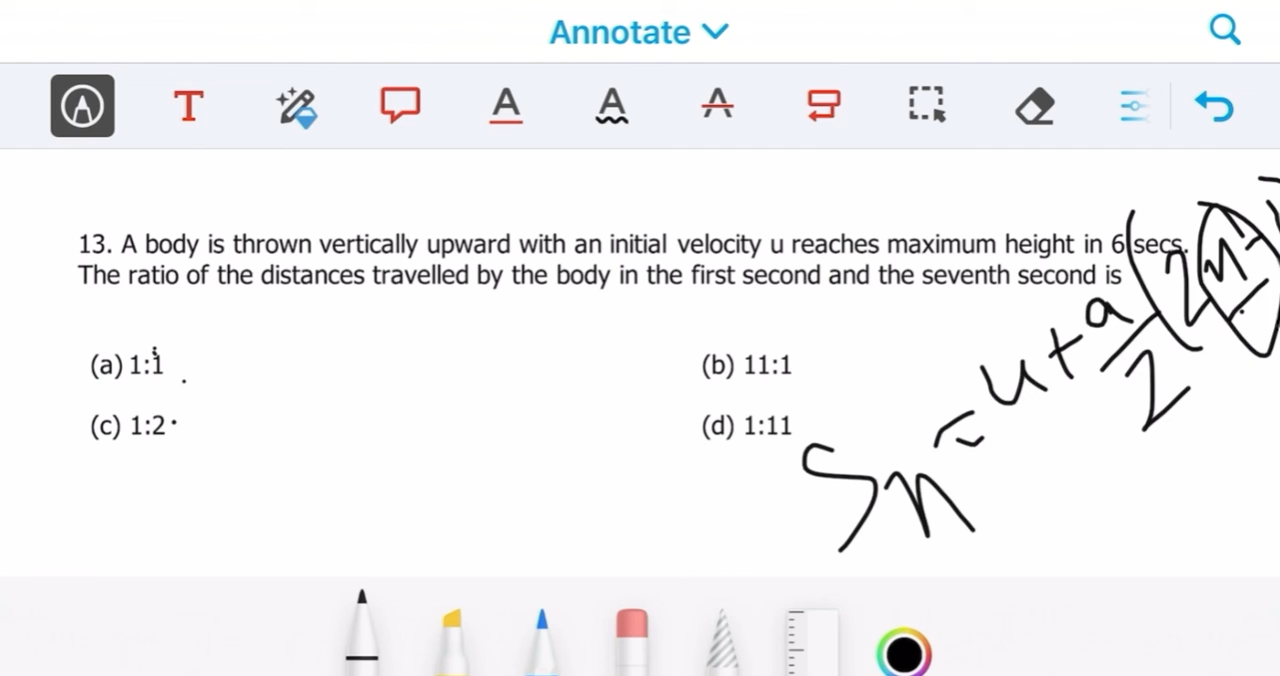 Annotate
T A A A
13. A body is thrown vertically upward with an initial velocity u reaches maximum height in 6 secs.
The ratio of the distances travelled by the body in the first second and the seventh second is
(a) 1:1
(b) 11:1
(c) 1:2
(d) 1:11
Sn = u + a/2 (2n